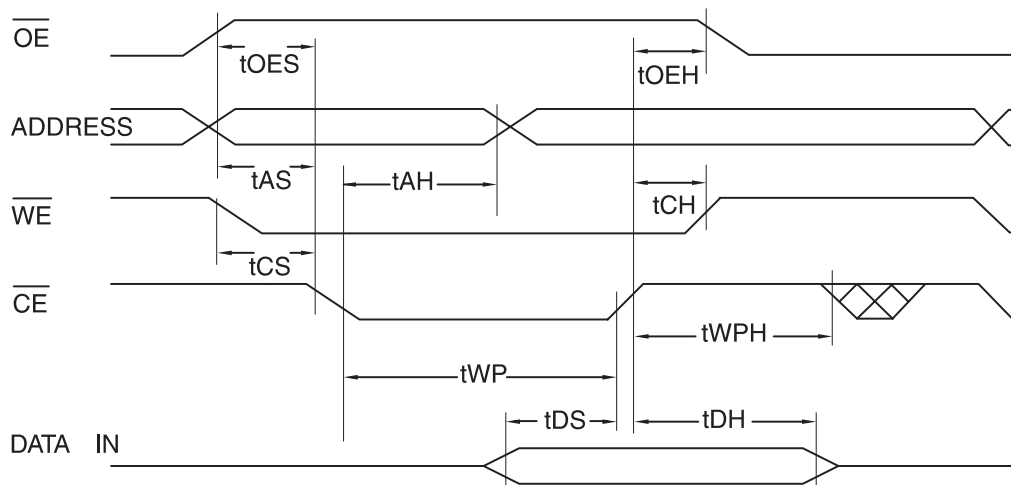 OE
tOES
tOEH
ADDRESS
tAS
tAH
tCH
WE
tCS
CE
tWPH
tWP
tDS
tDH
DATA IN